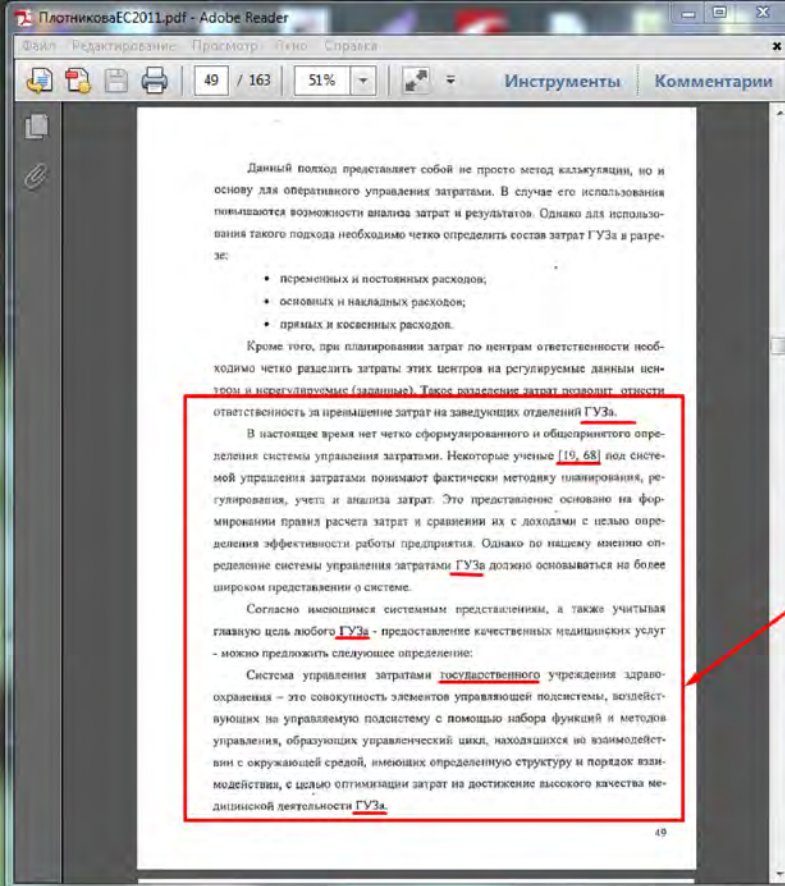 ПлотниковаЕС2011.pdf - Adobe Reader
Файл Редактирование Просмотр Окно Справка
49 / 163 51% Инструменты Комментарии
Данный подход представляет собой не просто метод калькуляции, но и
основу для оперативного управления затратами. В случае его использования
повышаются возможности анализа затрат и результатов. Однако для использо-
вания такого подхода необходимо четко определить состав затрат ГУЗа в разре-
зе:
• переменных и постоянных расходов;
• основных и накладных расходов;
• прямых и косвенных расходов.
Кроме того, при планировании затрат по центрам ответственности необ-
ходимо четко разделить затраты этих центров на регулируемые данным цен-
тром и нерегулируемые (заданные). Такое разделение затрат позволит отнести
ответственность за превышение затрат на заведующих отделений ГУЗа.
В настоящее время нет четко сформулированного и общепринятого опре-
деления системы управления затратами. Некоторые ученые [19, 68] под систе-
мой управления затратами понимают фактически методику планирования, ре-
гулирования, учета и анализа затрат. Это представление основано на фор-
мировании правил расчета затрат и сравнении их с доходами с целью опре-
деления эффективности работы предприятия. Однако по нашему мнению оп-
ределение системы управления затратами ГУЗа должно основываться на более
широком представлении о системе.
Согласно имеющимся системным представлениям, а также учитывая
главную цель любого ГУЗа - предоставление качественных медицинских услуг
- можно предложить следующее определение:
Система управления затратами государственного учреждения здраво-
охранения – это совокупность элементов управляющей подсистемы, воздейст-
вующих на управляемую подсистему с помощью набора функций и методов
управления, образующих управленческий цикл, находящихся во взаимодейст-
вии с окружающей средой, имеющих определенную структуру и порядок взаи-
модействия, с целью оптимизации затрат на достижение высокого качества ме-
дицинской деятельности ГУЗа.
49